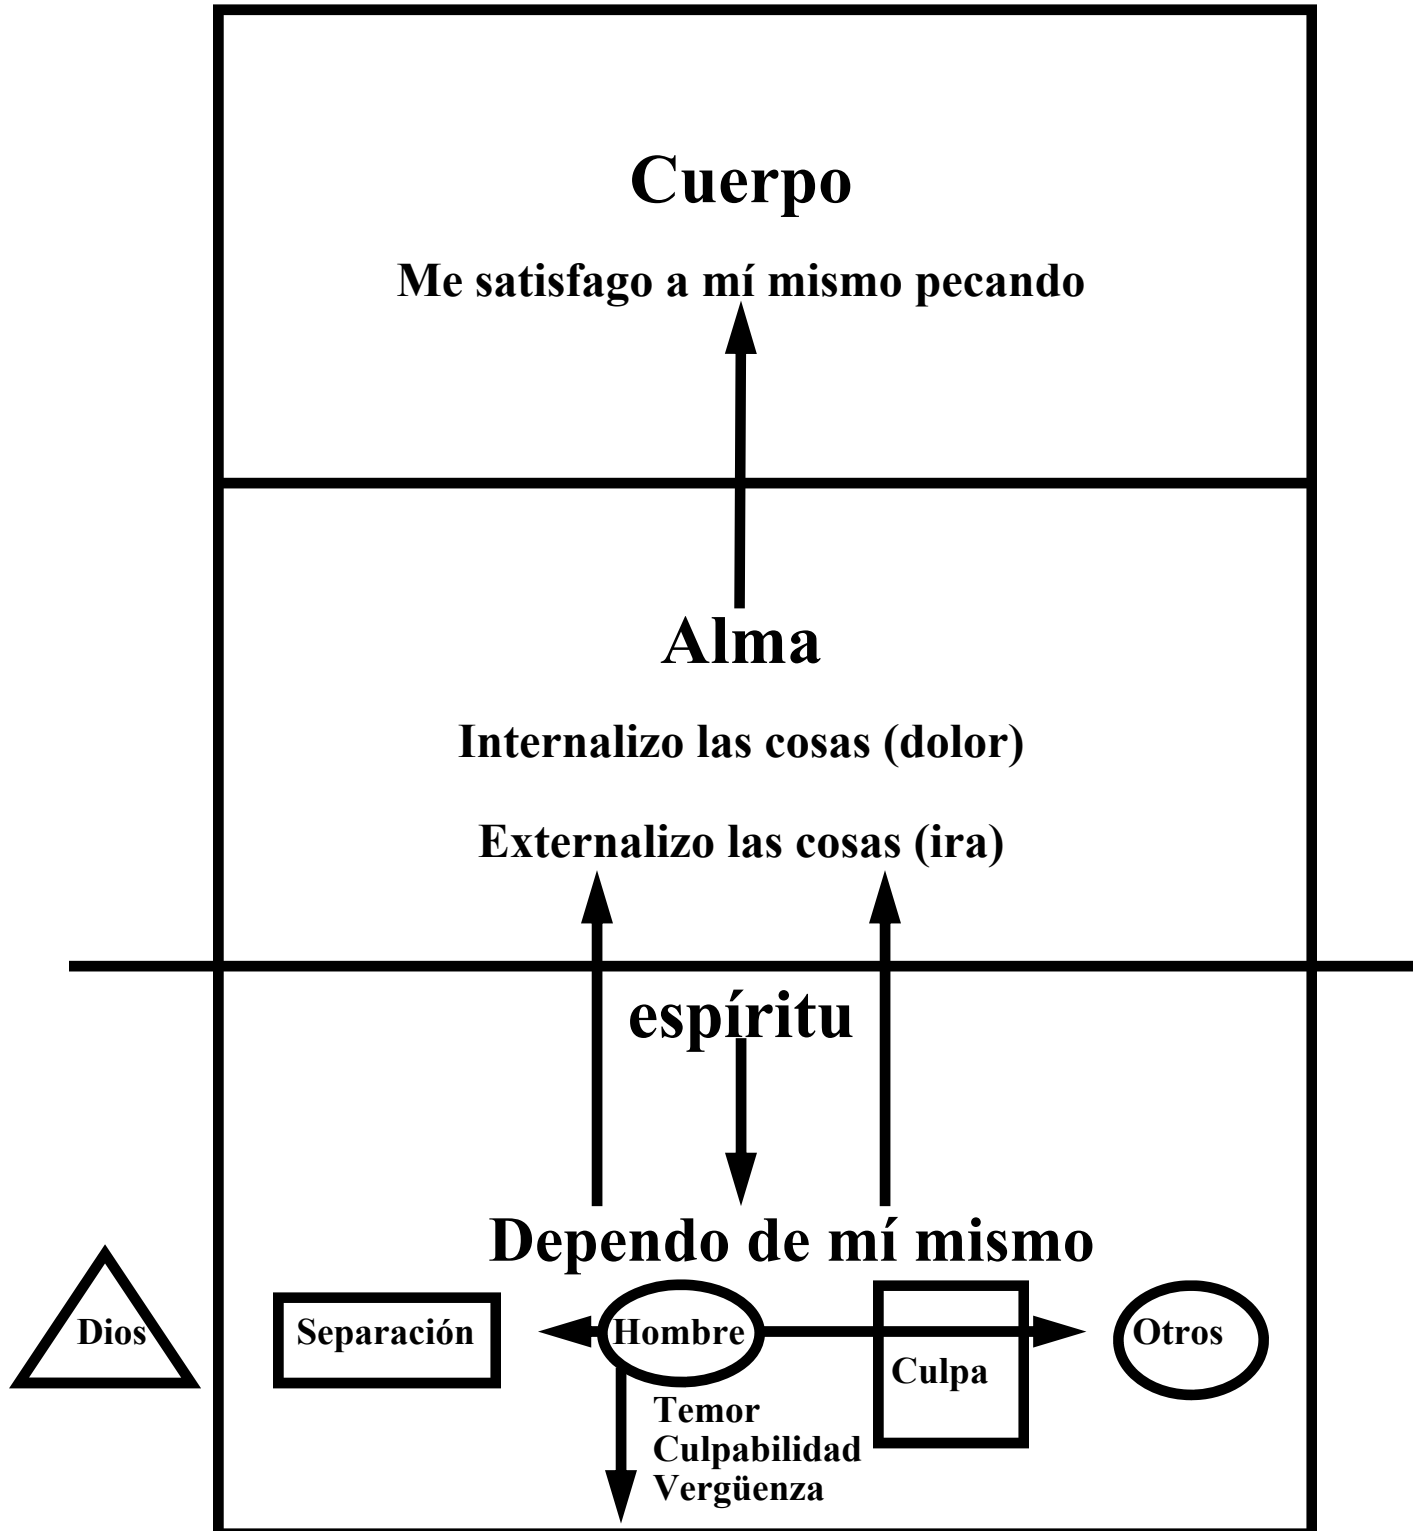 Cuerpo
Me satisfago a mí mismo pecando
Alma
Internalizo las cosas (dolor)
Externalizo las cosas (ira)
espíritu
Dependo de mí mismo
Dios
Separación
Hombre
Otros
Culpa
Temor
Culpabilidad
Vergüenza